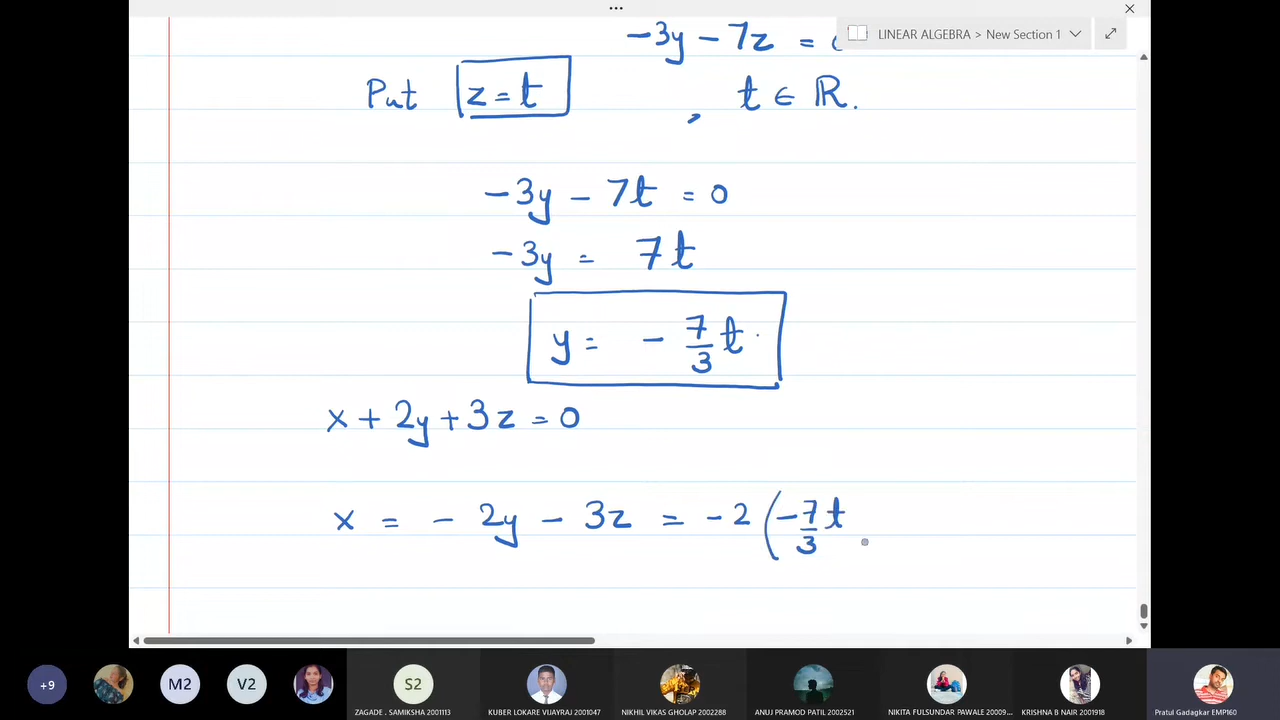 ...
-3y - 7z =
LINEAR ALGEBRA > New Section 1
Put z = t , t ∈ ℝ.
-3y - 7t = 0
-3y = 7t
y = - 7/3 t
x + 2y + 3z = 0
x = - 2y - 3z = -2 ( -7/3 t
+9 M2 V2 S2
ZAGADE . SAMIKSHA 2001113 KUBER LOKARE VIJAYRAJ 2001047 NIKHIL VIKAS GHOLAP 2002288 ANUJ PRAMOD PATIL 2002521 NIKITA FULSUNDAR PAWALE 20009... KRISHNA B NAIR 2001918 Pratul Gadagkar EMP160